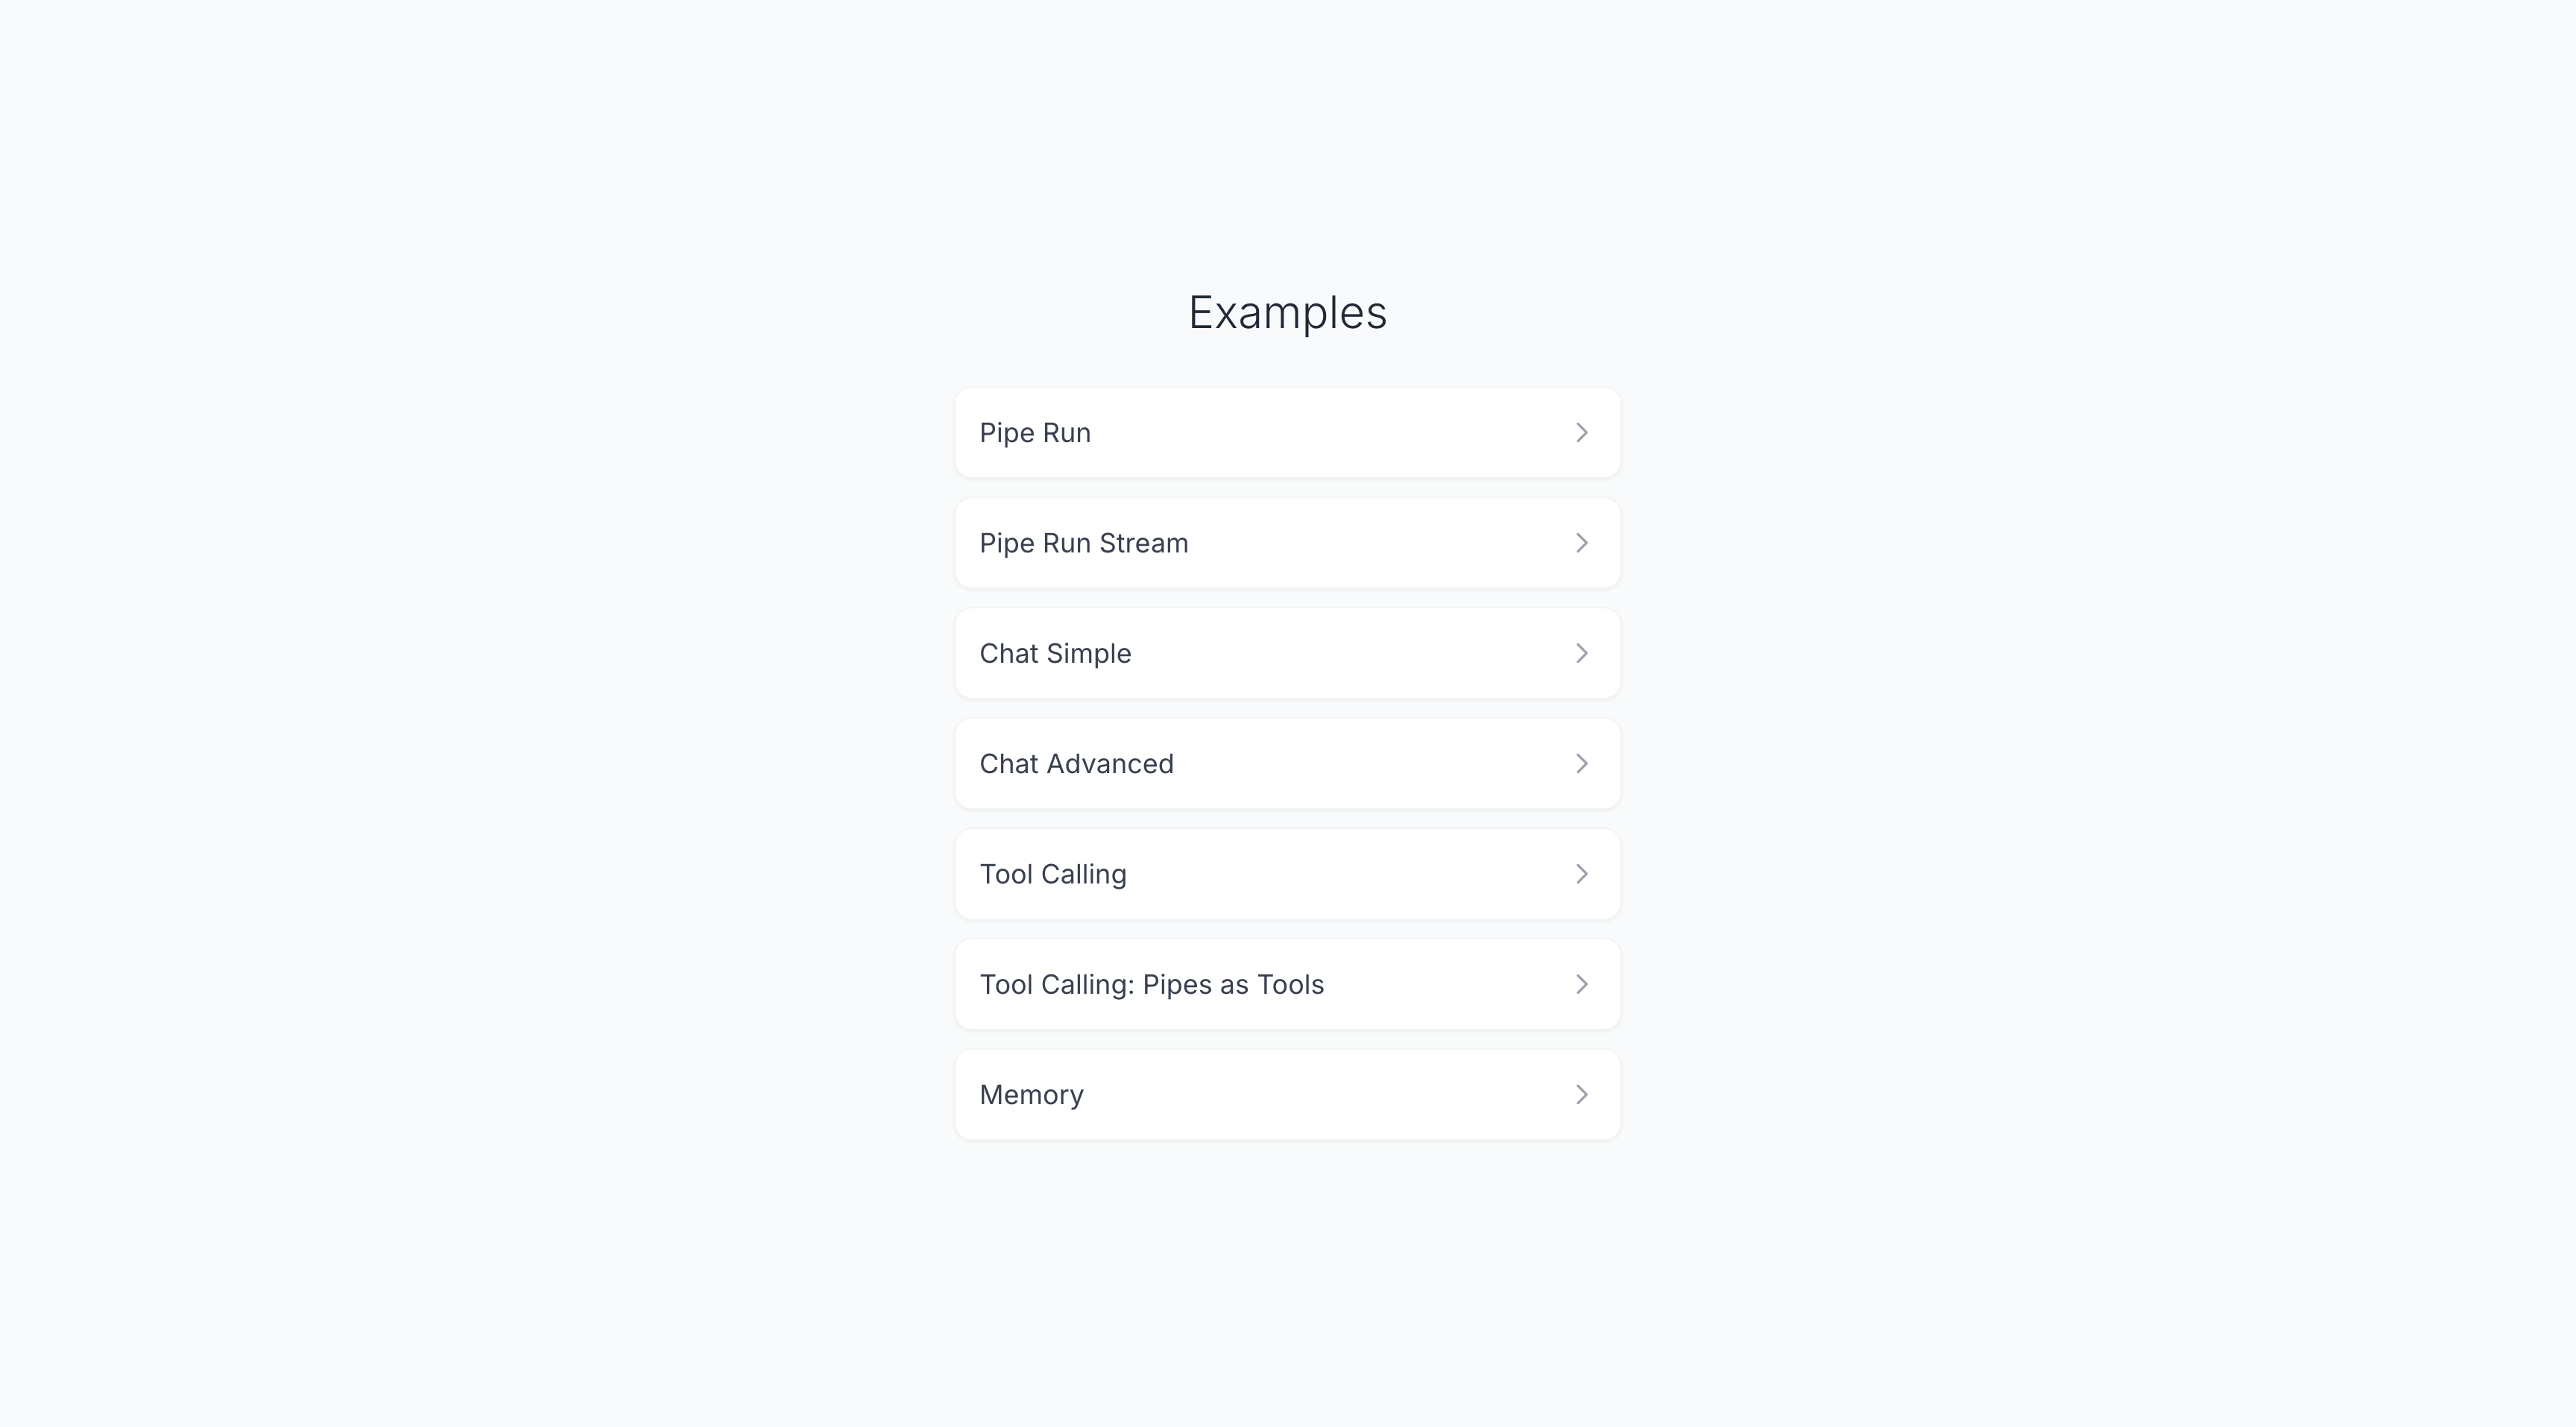 Examples
Pipe Run
Pipe Run Stream
Chat Simple
Chat Advanced
Tool Calling
Tool Calling: Pipes as Tools
Memory